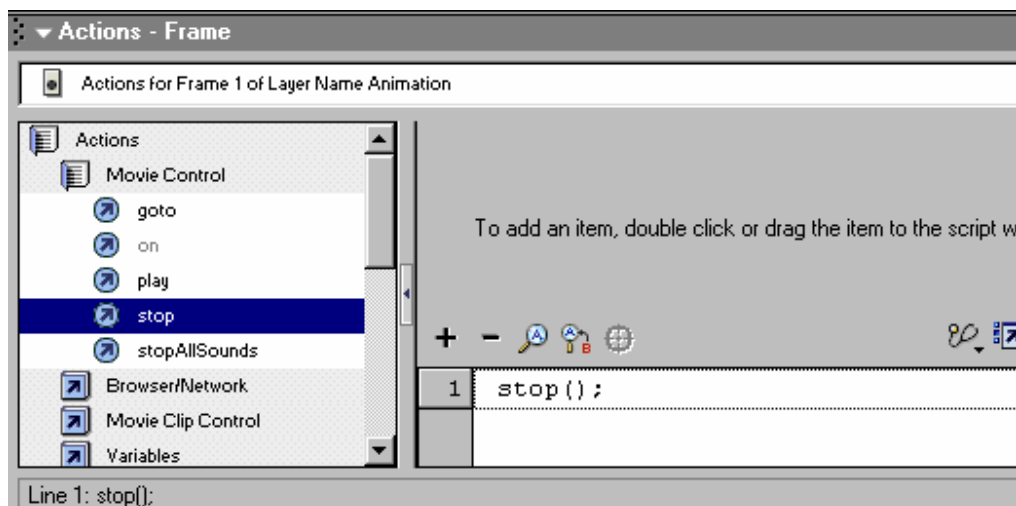 Actions - Frame
Actions for Frame 1 of Layer Name Animation
Actions
Movie Control
goto
on
play
stop
stopAllSounds
Browser/Network
Movie Clip Control
Variables
To add an item, double click or drag the item to the script w
1 stop();
Line 1: stop();